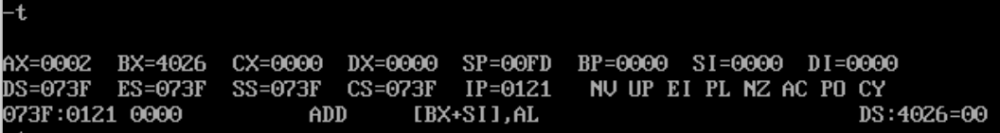 -t
AX=0002 BX=4026 CX=0000 DX=0000 SP=00FD BP=0000 SI=0000 DI=0000
DS=073F ES=073F SS=073F CS=073F IP=0121 NV UP EI PL NZ AC PO CY
073F:0121 0000 ADD [BX+SI],AL DS:4026=00